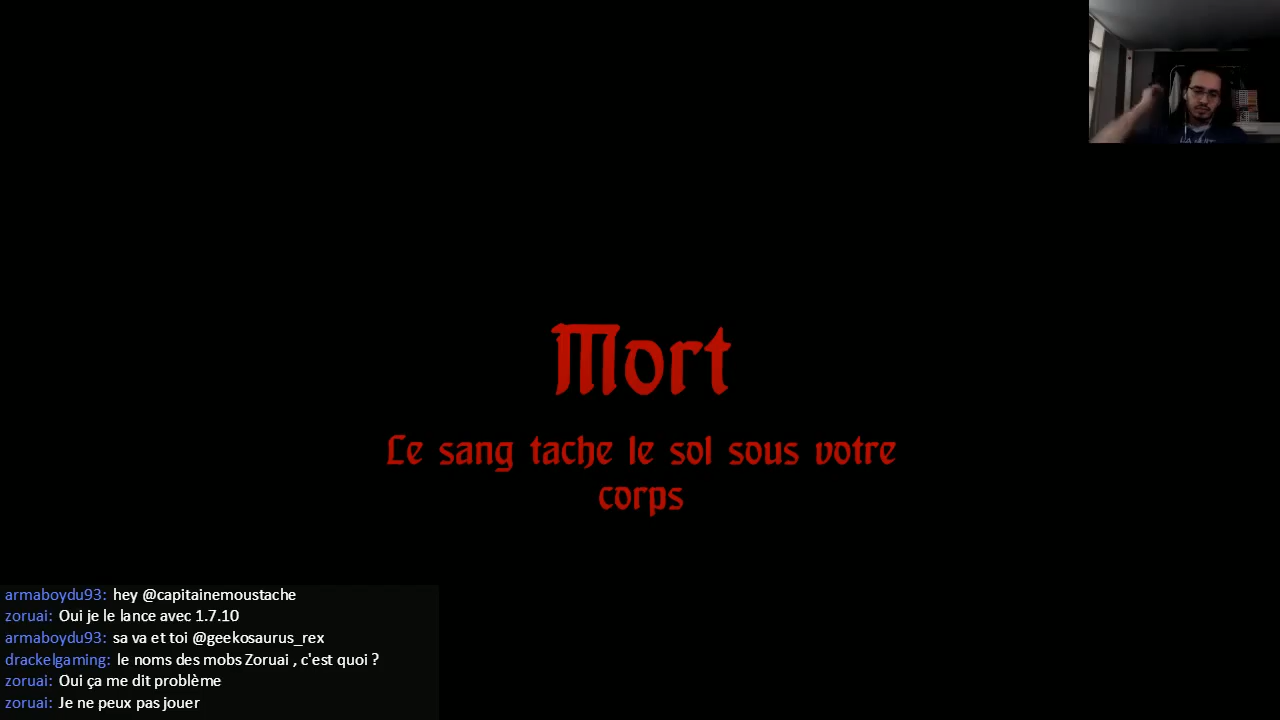 Mort
Le sang tache le sol sous votre
corps
armaboydu93: hey @capitainemoustache
zoruai: Oui je le lance avec 1.7.10
armaboydu93: sa va et toi @geekosaurus_rex
drackelgaming: le noms des mobs Zoruai , c'est quoi ?
zoruai: Oui ça me dit problème
zoruai: Je ne peux pas jouer